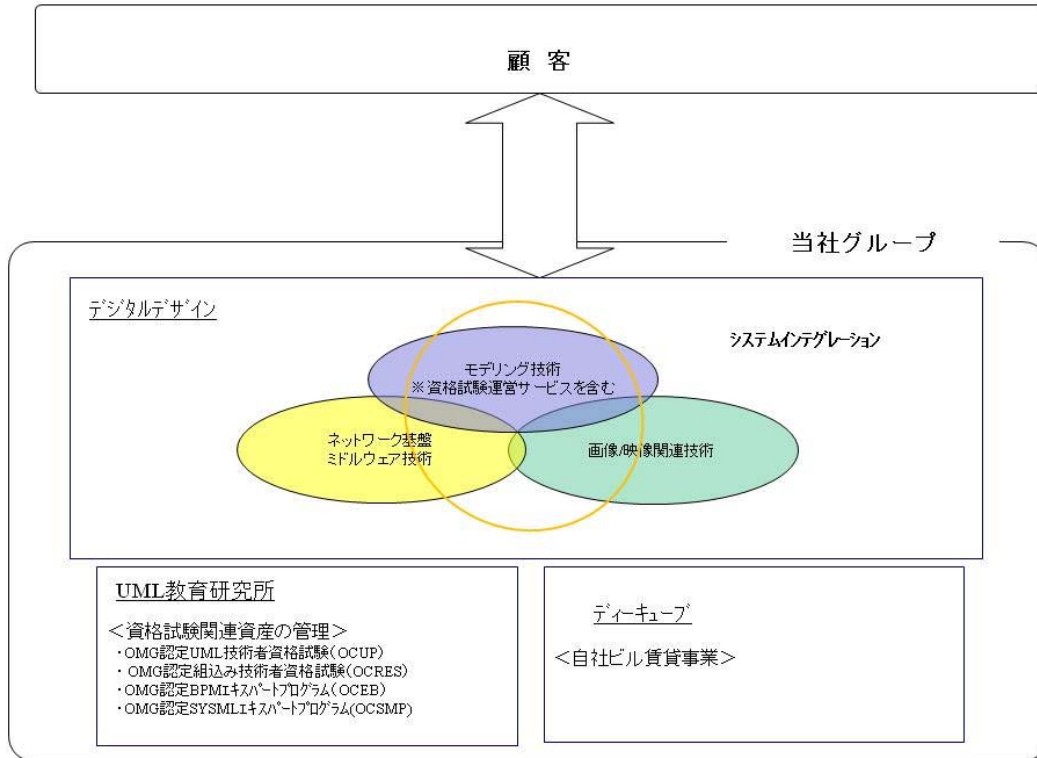 顧 客
当社グループ
デジタルデザイン
システムインテグレーション
モデリング技術
※資格試験運営サービスを含む
ネットワーク基盤
ミドルウェア技術
画像/映像関連技術
UML教育研究所
＜資格試験関連資産の管理＞
・OMG認定UML技術者資格試験(OCUP)
・OMG認定組込み技術者資格試験(OCRES)
・OMG認定BPMエキスパートプログラム(OCEB)
・OMG認定SYSMLエキスパートプログラム(OCSMP)
ディーキューブ
＜自社ビル賃貸事業＞